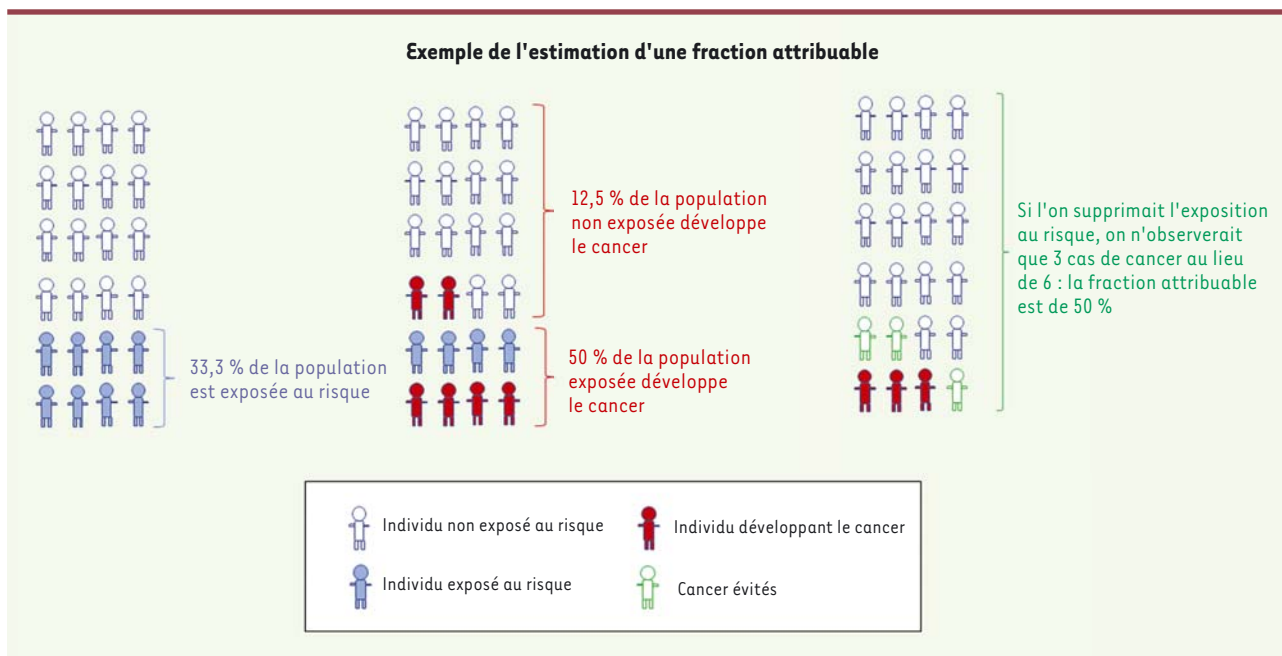 Exemple de l'estimation d'une fraction attribuable
33,3 % de la population
est exposée au risque
12,5 % de la population
non exposée développe
le cancer
50 % de la population
exposée développe
le cancer
Si l'on supprimait l'exposition
au risque, on n'observerait
que 3 cas de cancer au lieu
de 6 : la fraction attribuable
est de 50 %
Individu non exposé au risque
Individu développant le cancer
Individu exposé au risque
Cancer évités